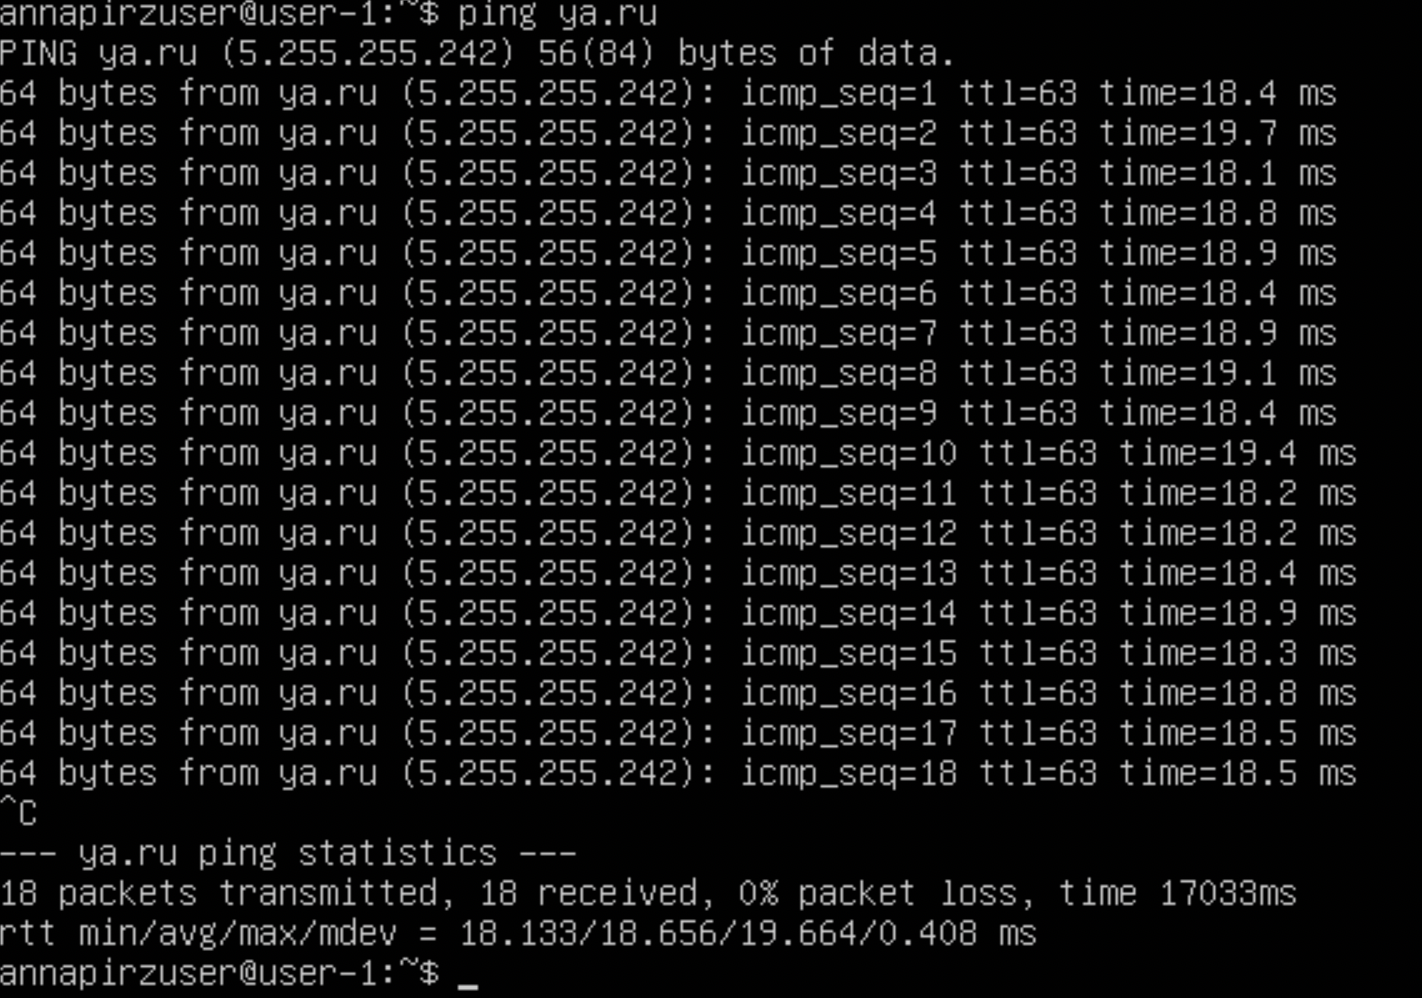 annapirzuser@user-1:~$ ping ya.ru
PING ya.ru (5.255.255.242) 56(84) bytes of data.
64 bytes from ya.ru (5.255.255.242): icmp_seq=1 ttl=63 time=18.4 ms
64 bytes from ya.ru (5.255.255.242): icmp_seq=2 ttl=63 time=19.7 ms
64 bytes from ya.ru (5.255.255.242): icmp_seq=3 ttl=63 time=18.1 ms
64 bytes from ya.ru (5.255.255.242): icmp_seq=4 ttl=63 time=18.8 ms
64 bytes from ya.ru (5.255.255.242): icmp_seq=5 ttl=63 time=18.9 ms
64 bytes from ya.ru (5.255.255.242): icmp_seq=6 ttl=63 time=18.4 ms
64 bytes from ya.ru (5.255.255.242): icmp_seq=7 ttl=63 time=18.9 ms
64 bytes from ya.ru (5.255.255.242): icmp_seq=8 ttl=63 time=19.1 ms
64 bytes from ya.ru (5.255.255.242): icmp_seq=9 ttl=63 time=18.4 ms
64 bytes from ya.ru (5.255.255.242): icmp_seq=10 ttl=63 time=19.4 ms
64 bytes from ya.ru (5.255.255.242): icmp_seq=11 ttl=63 time=18.2 ms
64 bytes from ya.ru (5.255.255.242): icmp_seq=12 ttl=63 time=18.2 ms
64 bytes from ya.ru (5.255.255.242): icmp_seq=13 ttl=63 time=18.4 ms
64 bytes from ya.ru (5.255.255.242): icmp_seq=14 ttl=63 time=18.9 ms
64 bytes from ya.ru (5.255.255.242): icmp_seq=15 ttl=63 time=18.3 ms
64 bytes from ya.ru (5.255.255.242): icmp_seq=16 ttl=63 time=18.8 ms
64 bytes from ya.ru (5.255.255.242): icmp_seq=17 ttl=63 time=18.5 ms
64 bytes from ya.ru (5.255.255.242): icmp_seq=18 ttl=63 time=18.5 ms
^C
--- ya.ru ping statistics ---
18 packets transmitted, 18 received, 0% packet loss, time 17033ms
rtt min/avg/max/mdev = 18.133/18.656/19.664/0.408 ms
annapirzuser@user-1:~$ _